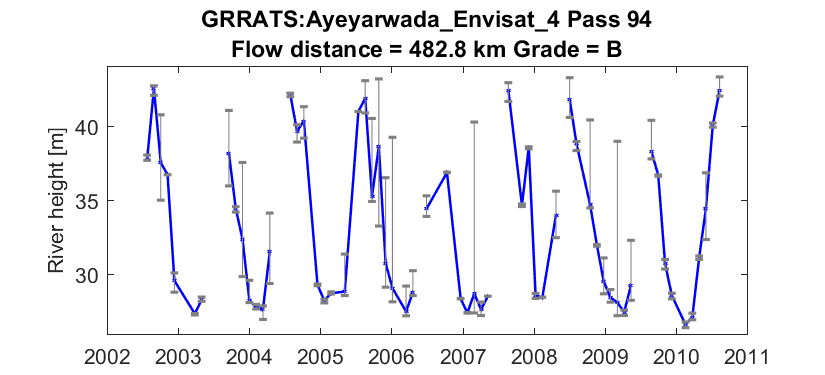 GRRATS:Ayeyarwada_Envisat_4 Pass 94
Flow distance = 482.8 km Grade = B
River height [m]
40
35
30
2002 2003 2004 2005 2006 2007 2008 2009 2010 2011